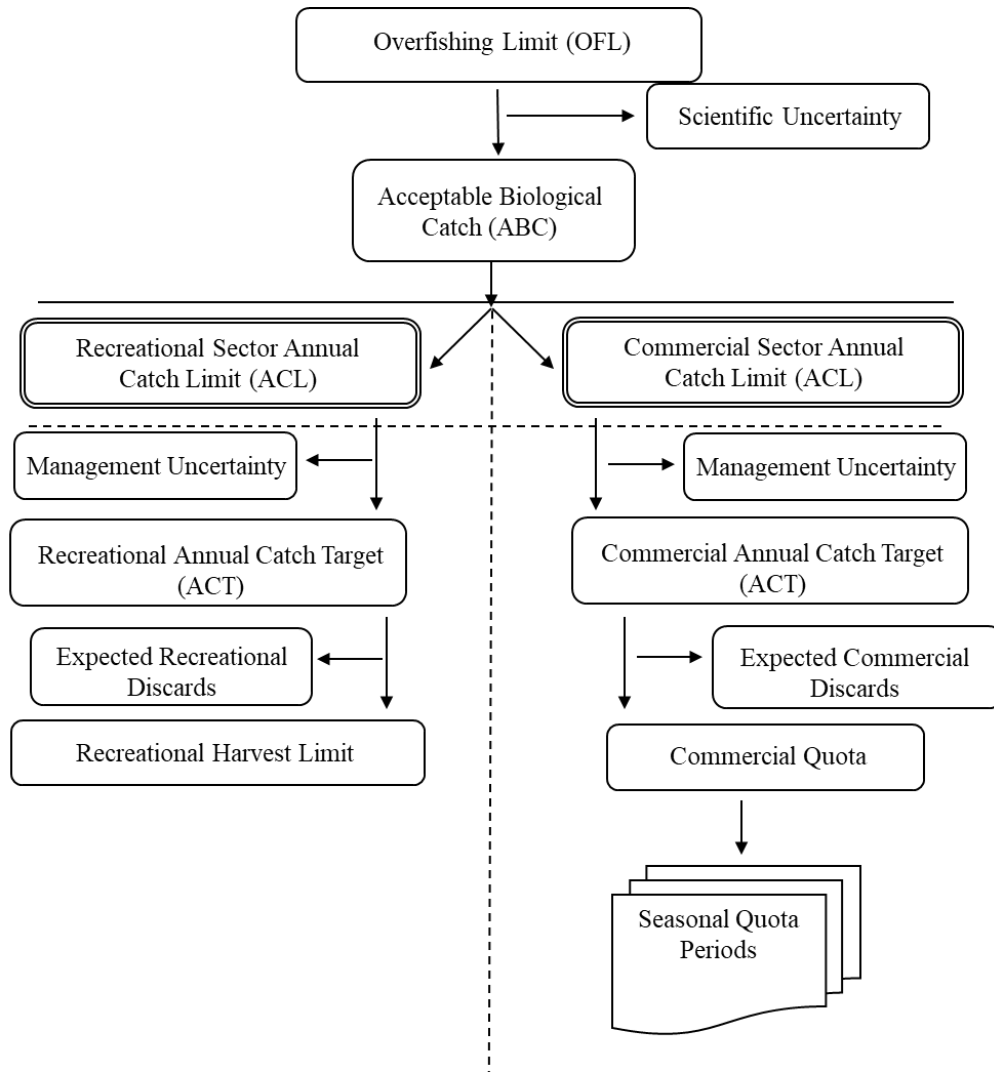 Overfishing Limit (OFL)
Scientific Uncertainty
Acceptable Biological
Catch (ABC)
Recreational Sector Annual
Catch Limit (ACL)
Commercial Sector Annual
Catch Limit (ACL)
Management Uncertainty
Management Uncertainty
Recreational Annual Catch Target
(ACT)
Commercial Annual Catch Target
(ACT)
Expected Recreational
Discards
Expected Commercial
Discards
Recreational Harvest Limit
Commercial Quota
Seasonal Quota
Periods